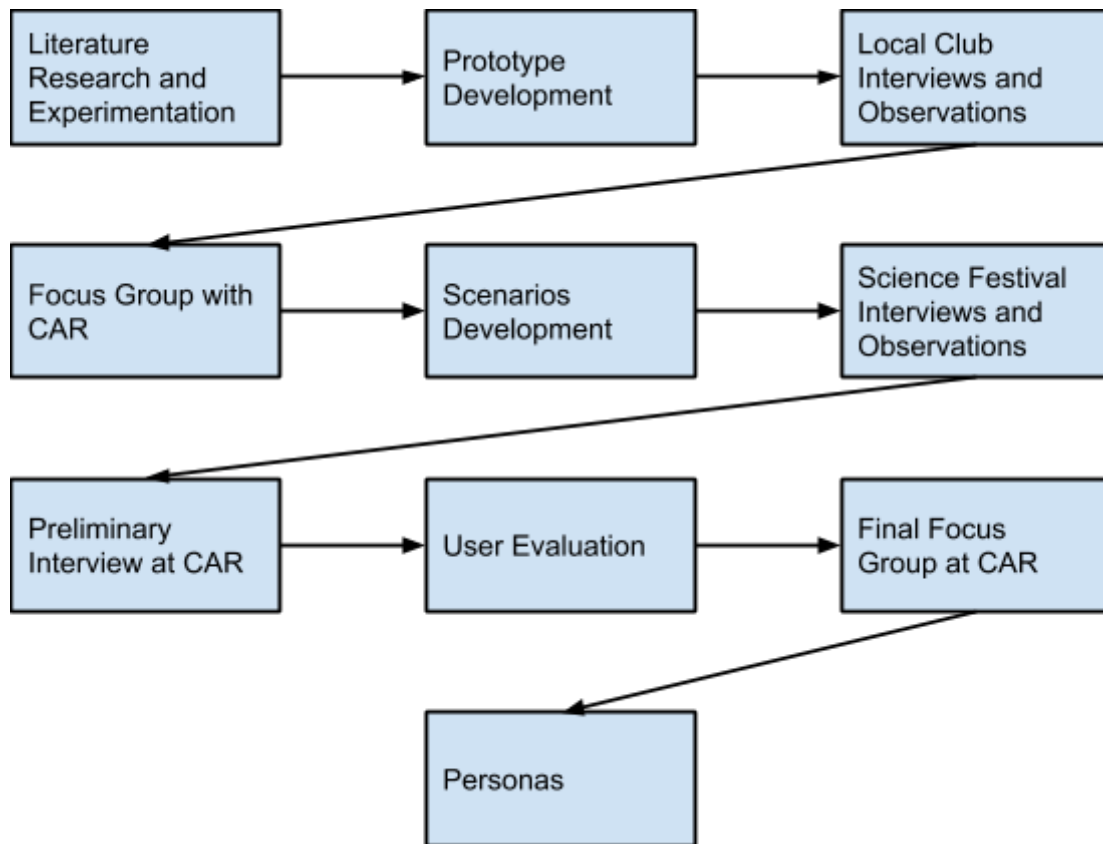 Literature
Research and
Experimentation
Prototype
Development
Local Club
Interviews and
Observations
Focus Group with
CAR
Scenarios
Development
Science Festival
Interviews and
Observations
Preliminary
Interview at CAR
User Evaluation
Final Focus
Group at CAR
Personas